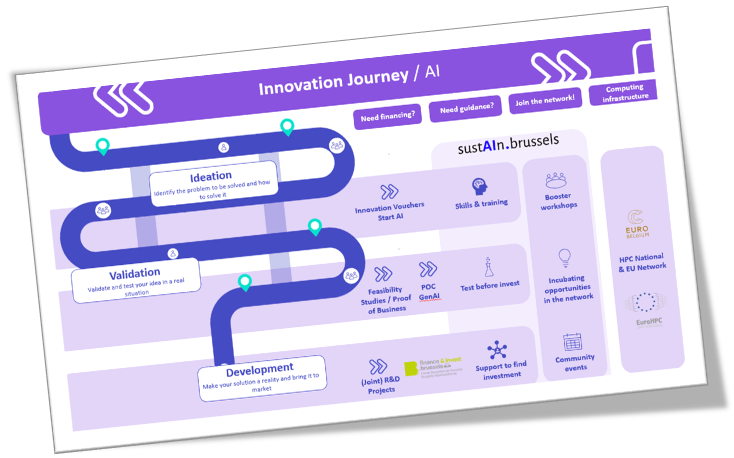 Innovation Journey / AI
Need financing?
Need guidance?
Join the network!
Computing
infrastructure
sustAIn.brussels
Ideation
Identify the problem to be solved and how
to solve it
Innovation Vouchers
Start AI
Skills & training
Booster
workshops
Validation
Validate and test your idea in a real
situation
Feasibility
Studies / Proof
of Business
POC
GenAI
Test before invest
Incubating
opportunities
in the network
EURO
BELGIUM
HPC National
& EU Network
EuroHPC
Development
Make your solution a reality and bring it to
market
(Joint) R&D
Projects
finance & invest
.brussels
Support to find
investment
Community
events